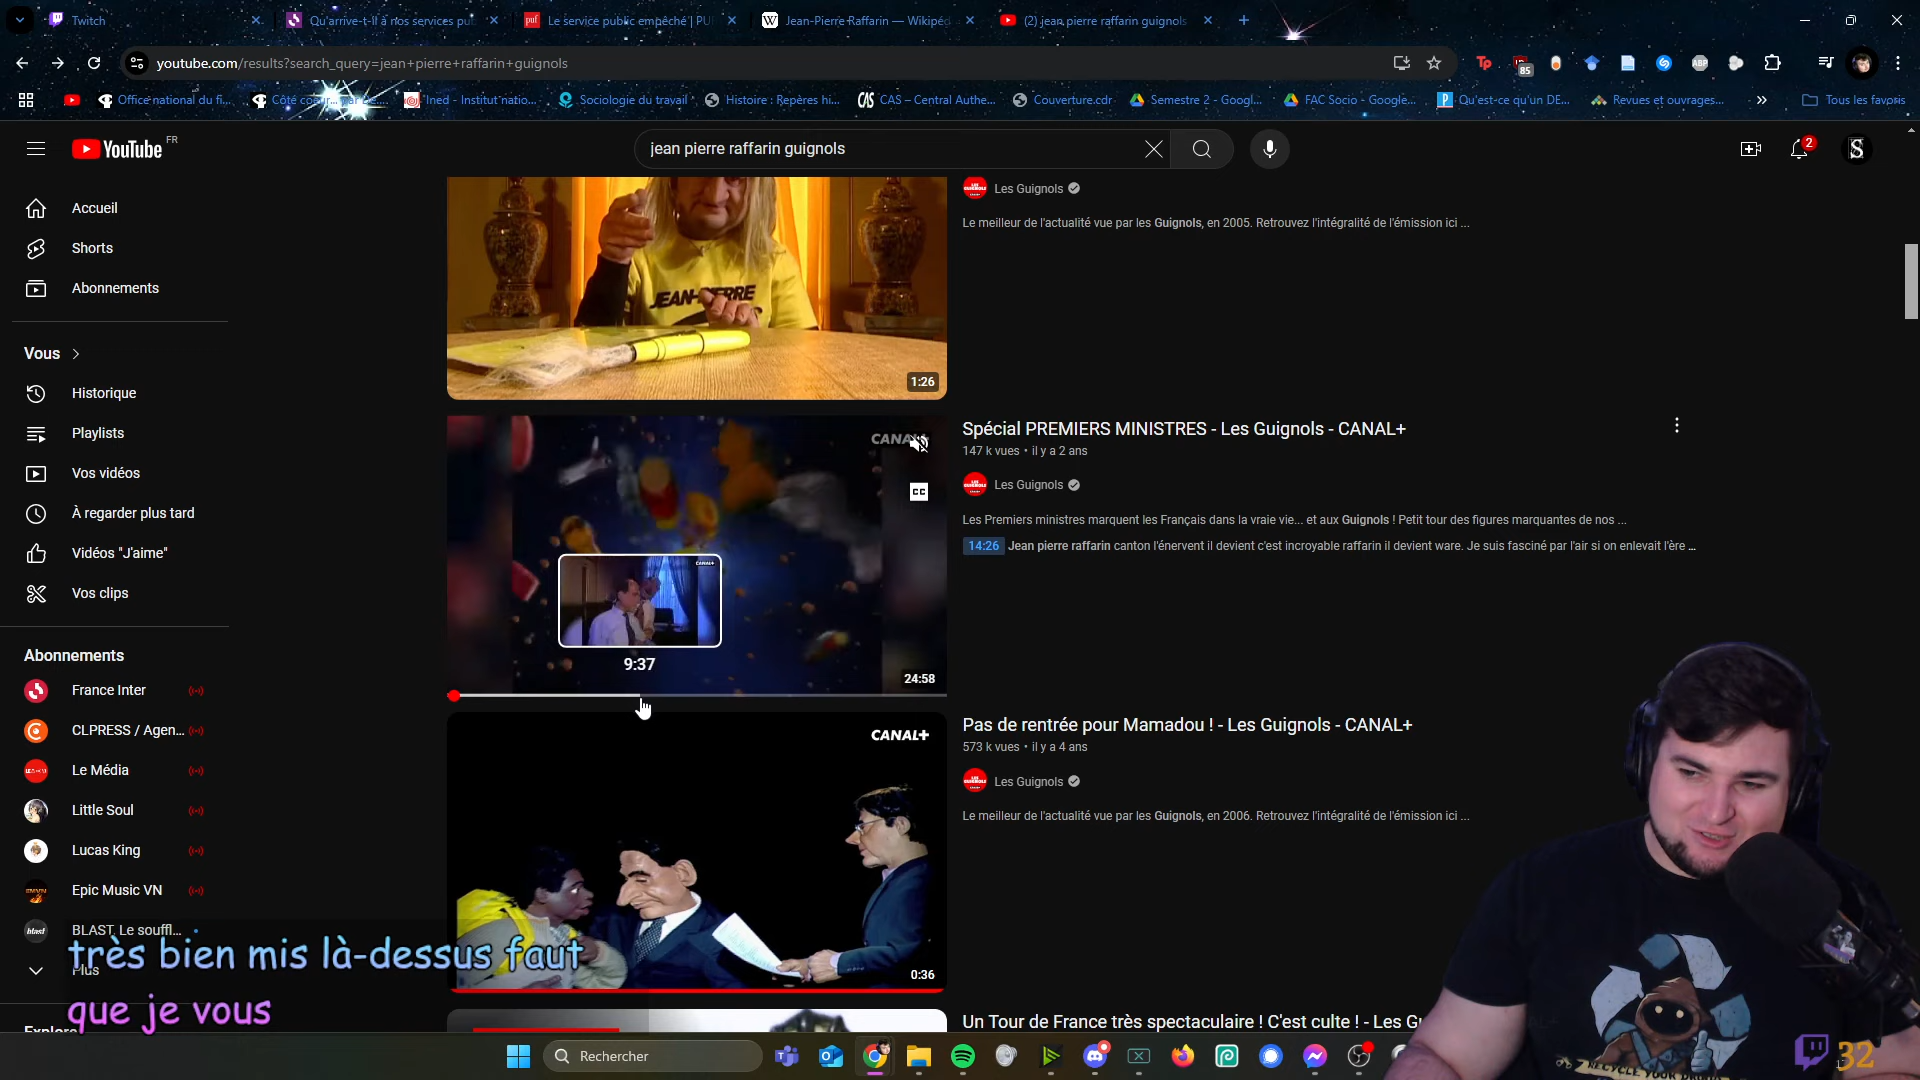 Twitch
Qu'arrive-t-il à nos services pu
Le service public empêché | PU
Jean-Pierre Raffarin — Wikipéd
(2) jean pierre raffarin guignols
youtube.com/results?search_query=jean+pierre+raffarin+guignols
85
ABP
Office national du fi...
Ined - Institut natio...
Sociologie du travail
Histoire : Repères hi...
CAS – Central Authe...
Couverture.cdr
Semestre 2 - Googl...
FAC Socio - Google...
Qu'est-ce qu'un DE...
Revues et ouvrages...
Tous les favoris
YouTube FR
jean pierre raffarin guignols
2
Accueil
Shorts
Abonnements
Vous
Historique
Playlists
Vos vidéos
À regarder plus tard
Vidéos "J'aime"
Vos clips
Abonnements
France Inter
CLPRESS / Agen...
Le Média
Little Soul
Lucas King
Epic Music VN
BLAST, Le souffl...
Plus
JEAN-PIERRE
1:26
Les Guignols
Le meilleur de l'actualité vue par les Guignols, en 2005. Retrouvez l'intégralité de l'émission ici ...
CANAL+
CC
9:37
24:58
Spécial PREMIERS MINISTRES - Les Guignols - CANAL+
147 k vues • il y a 2 ans
Les Guignols
Les Premiers ministres marquent les Français dans la vraie vie... et aux Guignols ! Petit tour des figures marquantes de nos ...
14:26 Jean pierre raffarin canton l'énervent il devient c'est incroyable raffarin il devient ware. Je suis fasciné par l'air si on enlevait l'ère ...
CANAL+
0:36
Pas de rentrée pour Mamadou ! - Les Guignols - CANAL+
573 k vues • il y a 4 ans
Les Guignols
Le meilleur de l'actualité vue par les Guignols, en 2006. Retrouvez l'intégralité de l'émission ici ...
Un Tour de France très spectaculaire ! C'est culte ! - Les Gu
très bien mis là-dessus faut
que je vous
Rechercher
32